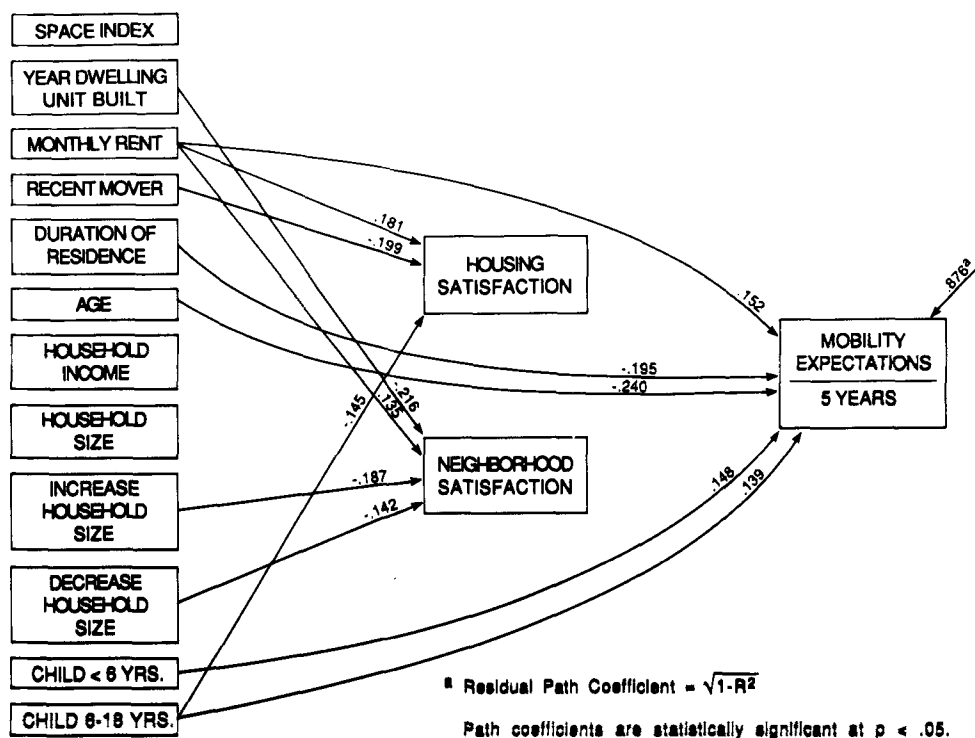 SPACE INDEX
YEAR DWELLING
UNIT BUILT
MONTHLY RENT
RECENT MOVER
DURATION OF
RESIDENCE
AGE
HOUSEHOLD
INCOME
HOUSEHOLD
SIZE
INCREASE
HOUSEHOLD
SIZE
DECREASE
HOUSEHOLD
SIZE
CHILD < 6 YRS.
CHILD 6-18 YRS.
.181
-.199
HOUSING
SATISFACTION
-.145
-.216
.135
-.187
-.142
NEIGHBORHOOD
SATISFACTION
.152
.876ᵃ
-.195
-.240
MOBILITY
EXPECTATIONS
5 YEARS
.148
.139
ᵃ Residual Path Coefficient = √1-R²
Path coefficients are statistically significant at p < .05.